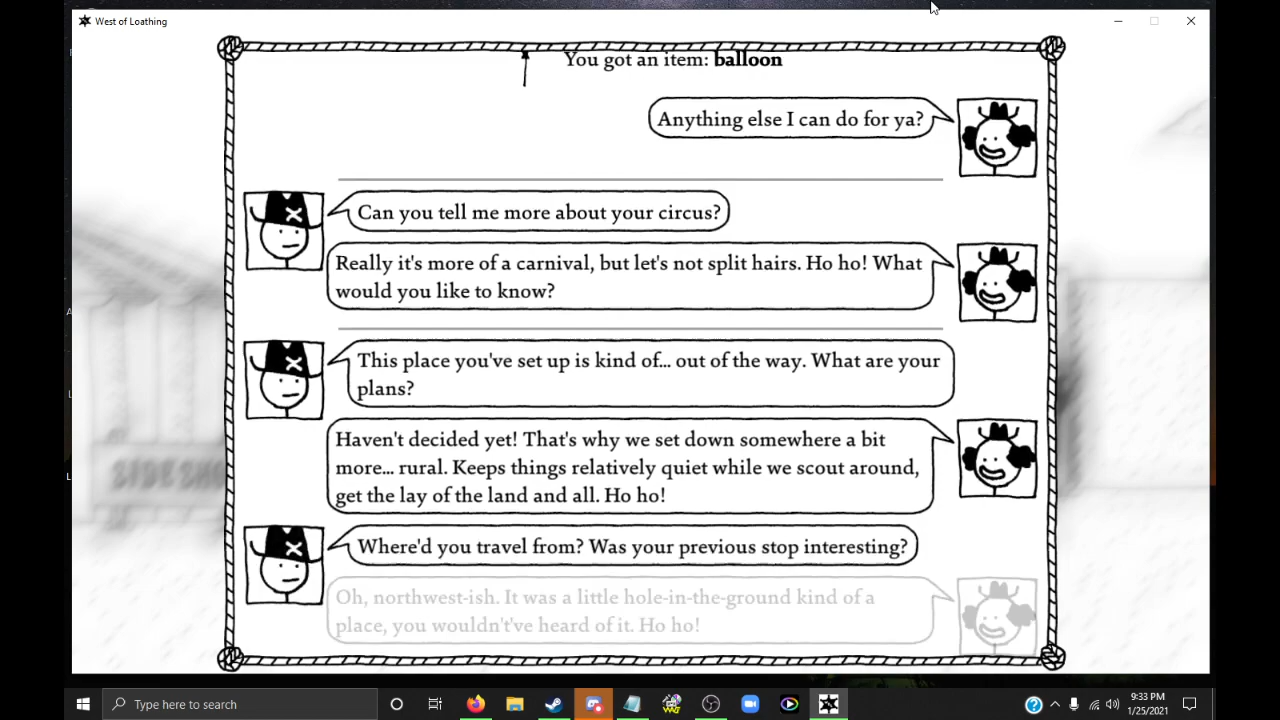 West of Loathing
You got an item: balloon
Anything else I can do for ya?
Can you tell me more about your circus?
Really it's more of a carnival, but let's not split hairs. Ho ho! What
would you like to know?
This place you've set up is kind of... out of the way. What are your
plans?
Haven't decided yet! That's why we set down somewhere a bit
more... rural. Keeps things relatively quiet while we scout around,
get the lay of the land and all. Ho ho!
SIDESHO
Where'd you travel from? Was your previous stop interesting?
Oh, northwest-ish. It was a little hole-in-the-ground kind of a
place, you wouldn't've heard of it. Ho ho!
Type here to search
9:33 PM
1/25/2021